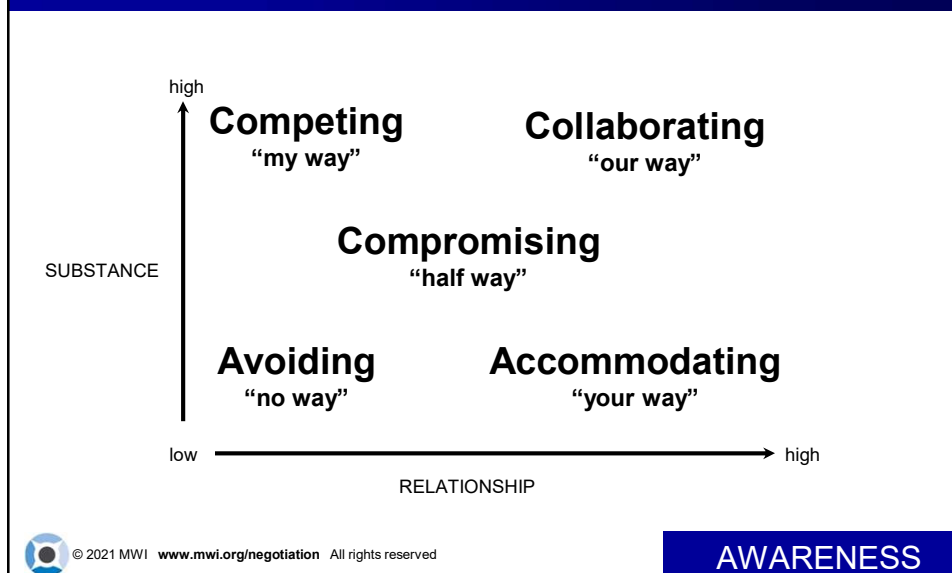 high
Competing
“my way”
Collaborating
“our way”
Compromising
“half way”
SUBSTANCE
Avoiding
“no way”
Accommodating
“your way”
low
high
RELATIONSHIP
© 2021 MWI www.mwi.org/negotiation All rights reserved
AWARENESS